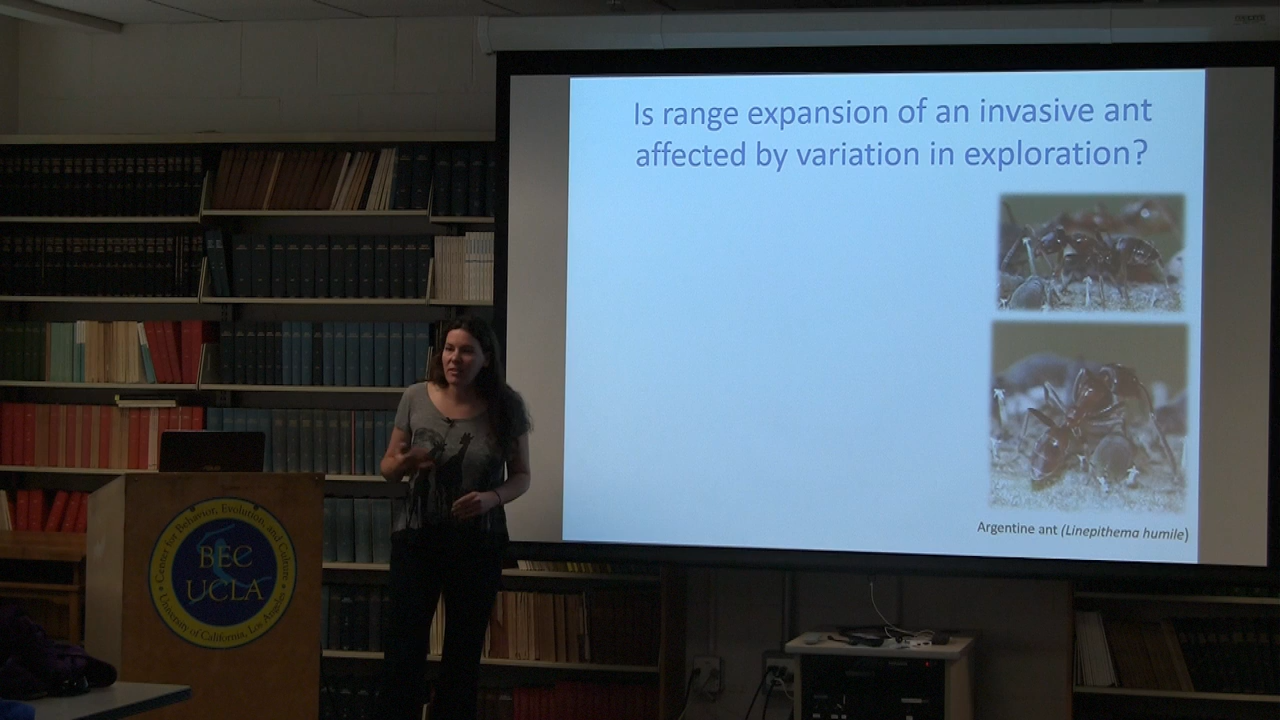 Is range expansion of an invasive ant
affected by variation in exploration?
Argentine ant (Linepithema humile)
Center for Behavior, Evolution, and Culture
BEC
UCLA
University of California, Los Angeles